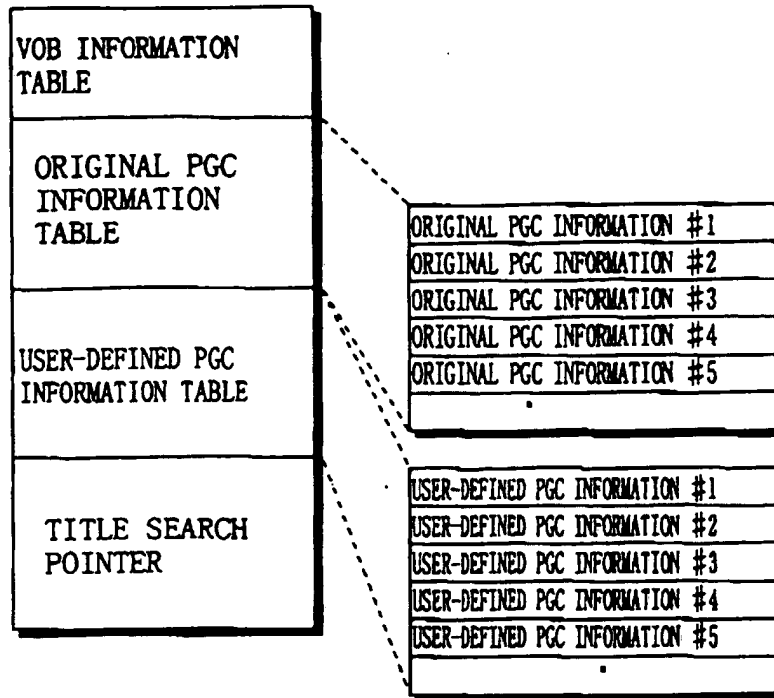 VOB INFORMATION
TABLE
ORIGINAL PGC
INFORMATION
TABLE
USER-DEFINED PGC
INFORMATION TABLE
TITLE SEARCH
POINTER
ORIGINAL PGC INFORMATION #1
ORIGINAL PGC INFORMATION #2
ORIGINAL PGC INFORMATION #3
ORIGINAL PGC INFORMATION #4
ORIGINAL PGC INFORMATION #5
USER-DEFINED PGC INFORMATION #1
USER-DEFINED PGC INFORMATION #2
USER-DEFINED PGC INFORMATION #3
USER-DEFINED PGC INFORMATION #4
USER-DEFINED PGC INFORMATION #5